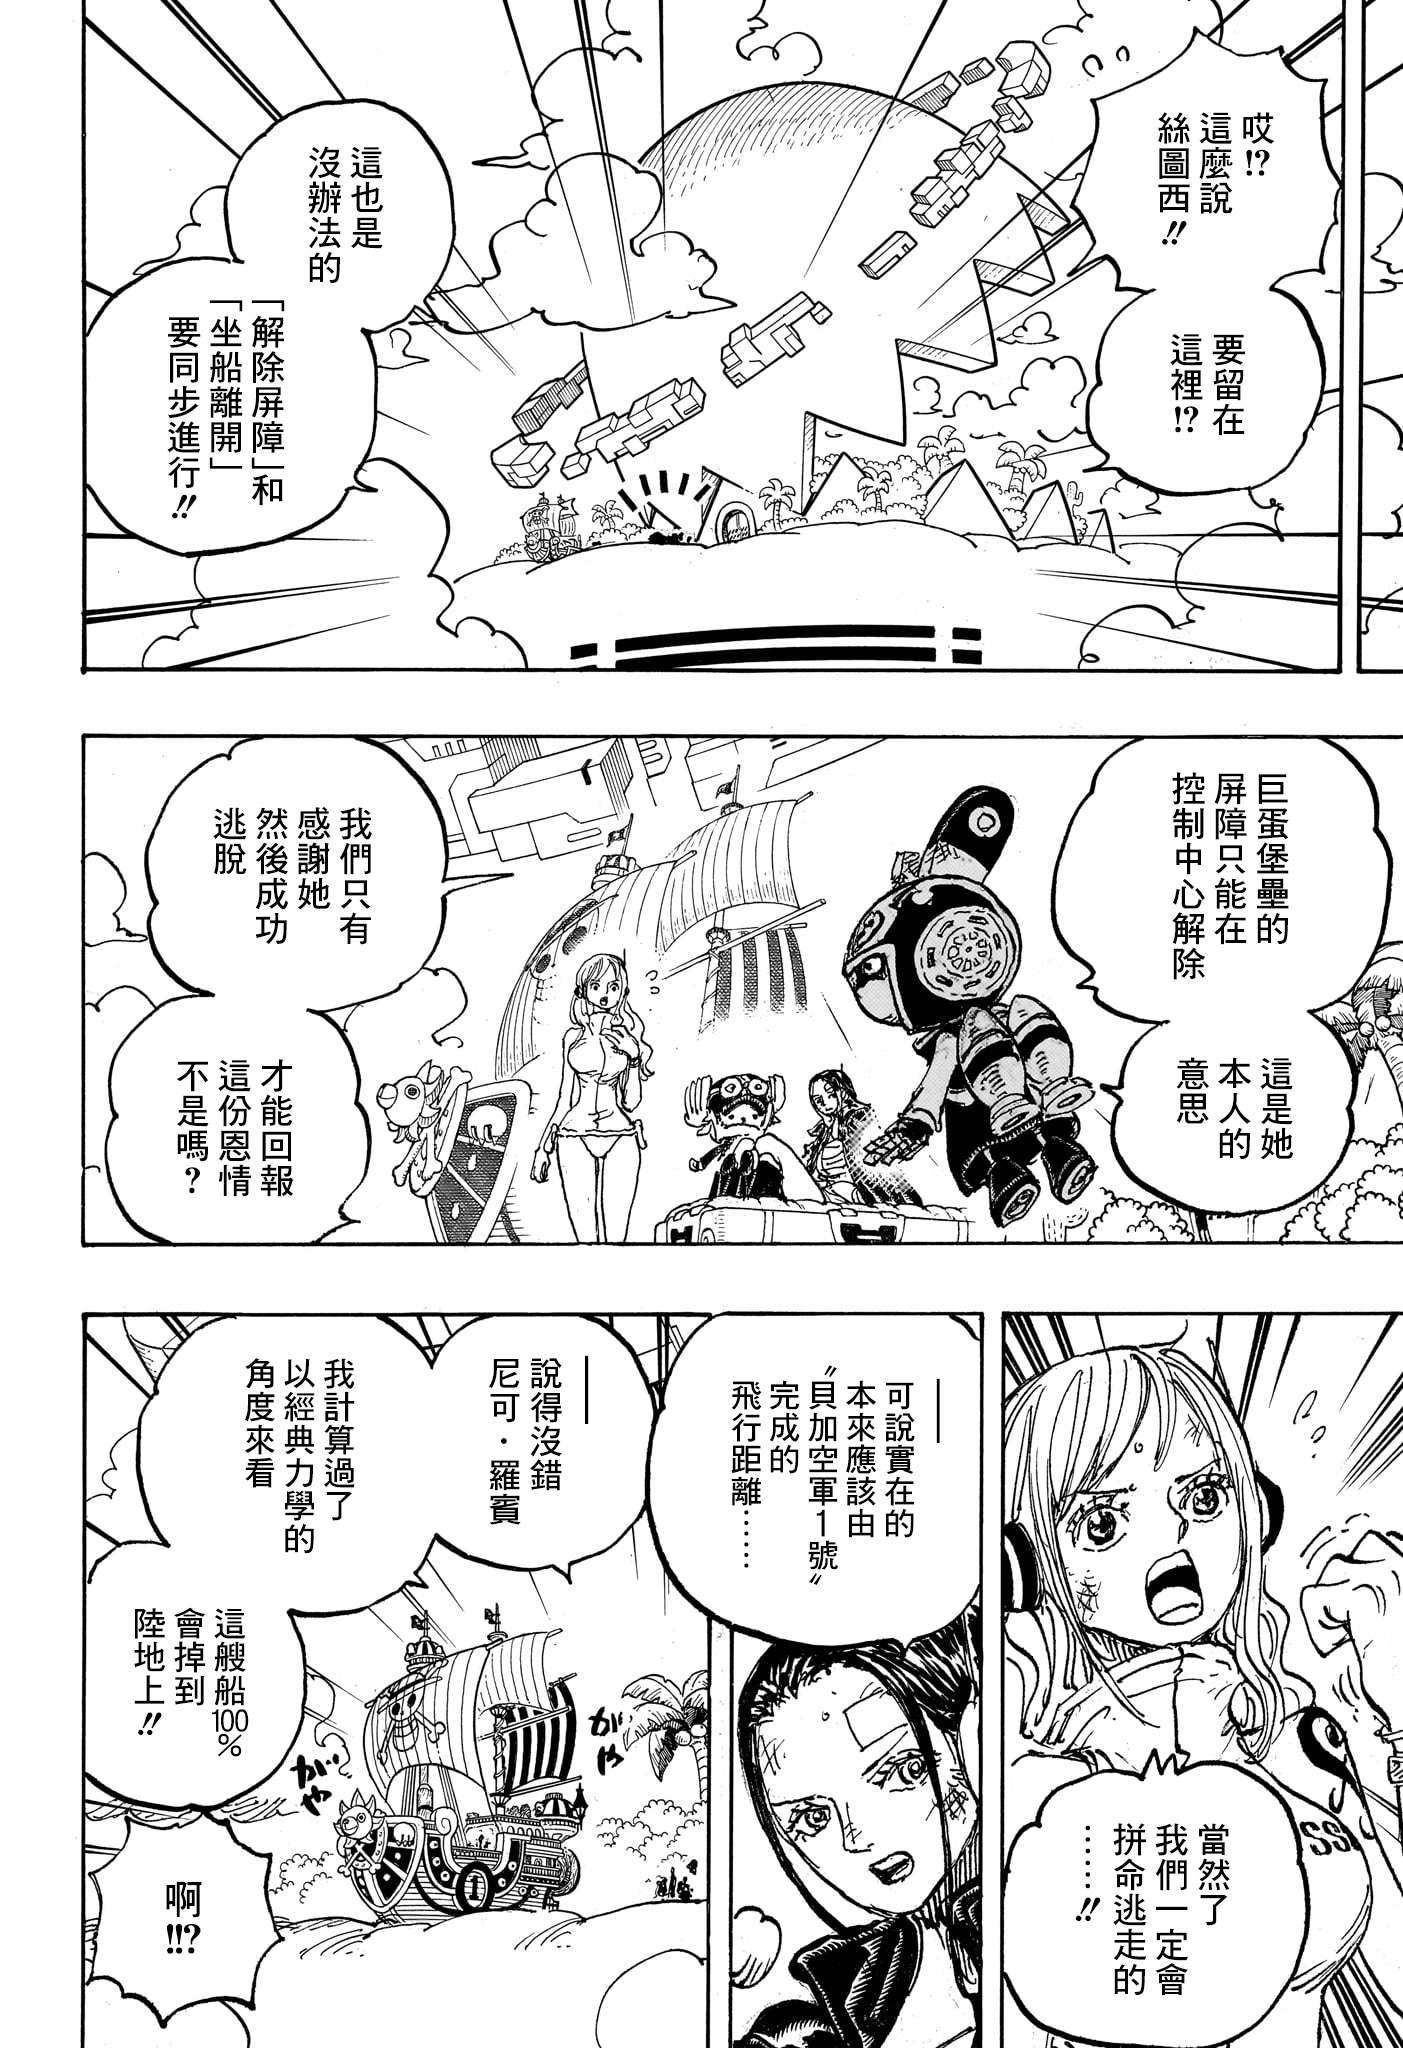 哎!?
這麼說
絲圖西!!
要留在
這裡!?
這也是
沒辦法的
「解除屏障」和
「坐船離開」
要同步進行!!
巨蛋堡壘的
屏障只能在
控制中心解除
這是她
本人的
意思
我們只有
感謝她
然後成功
逃脫
才能回報
這份恩情
不是嗎?
當然了
我們一定會
拼命逃走的
……!!
SS
——
可說實在的
本來應該由
〝貝加空軍1號〞
完成的
飛行距離……
——
說得沒錯
尼可·羅賓
我計算過了
以經典力學的
角度來看
這艘船100%
會掉到
陸地上!!
ガヤ
ガヤ
1
啊
!!!?